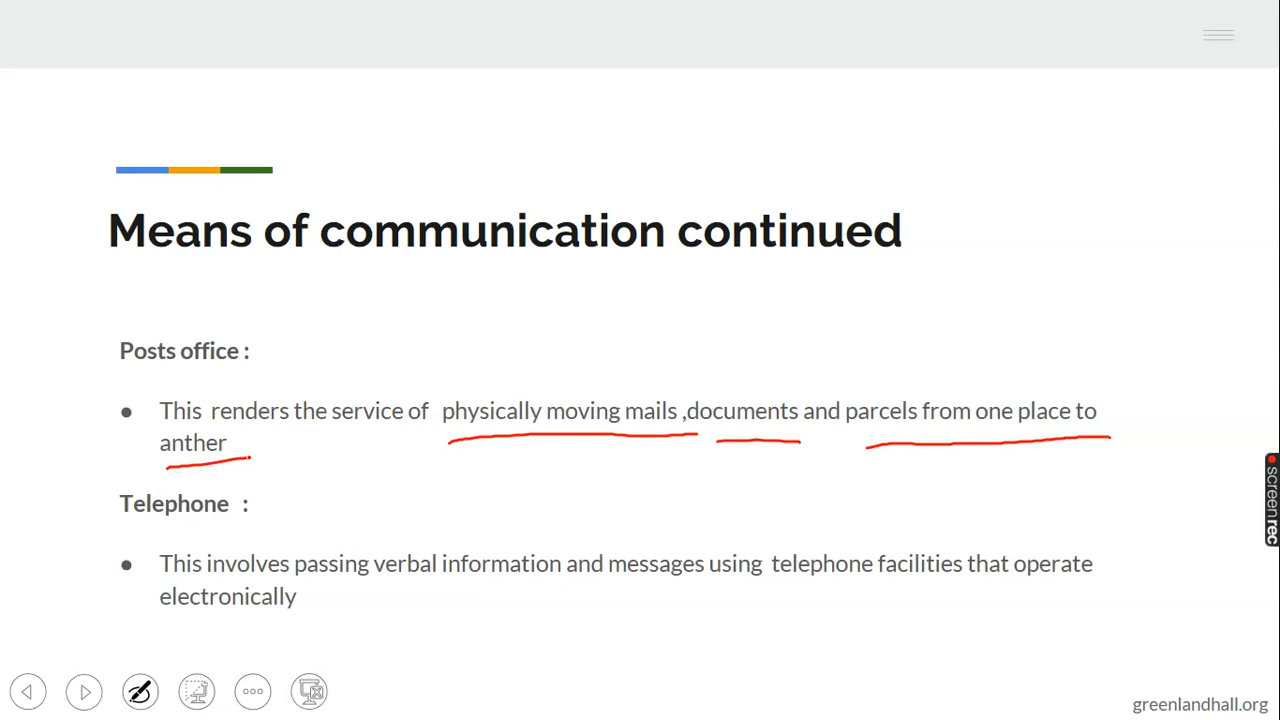 Means of communication continued
Posts office :
● This renders the service of physically moving mails ,documents and parcels from one place to
anther
Telephone :
● This involves passing verbal information and messages using telephone facilities that operate
electronically
screenrec
greenlandhall.org